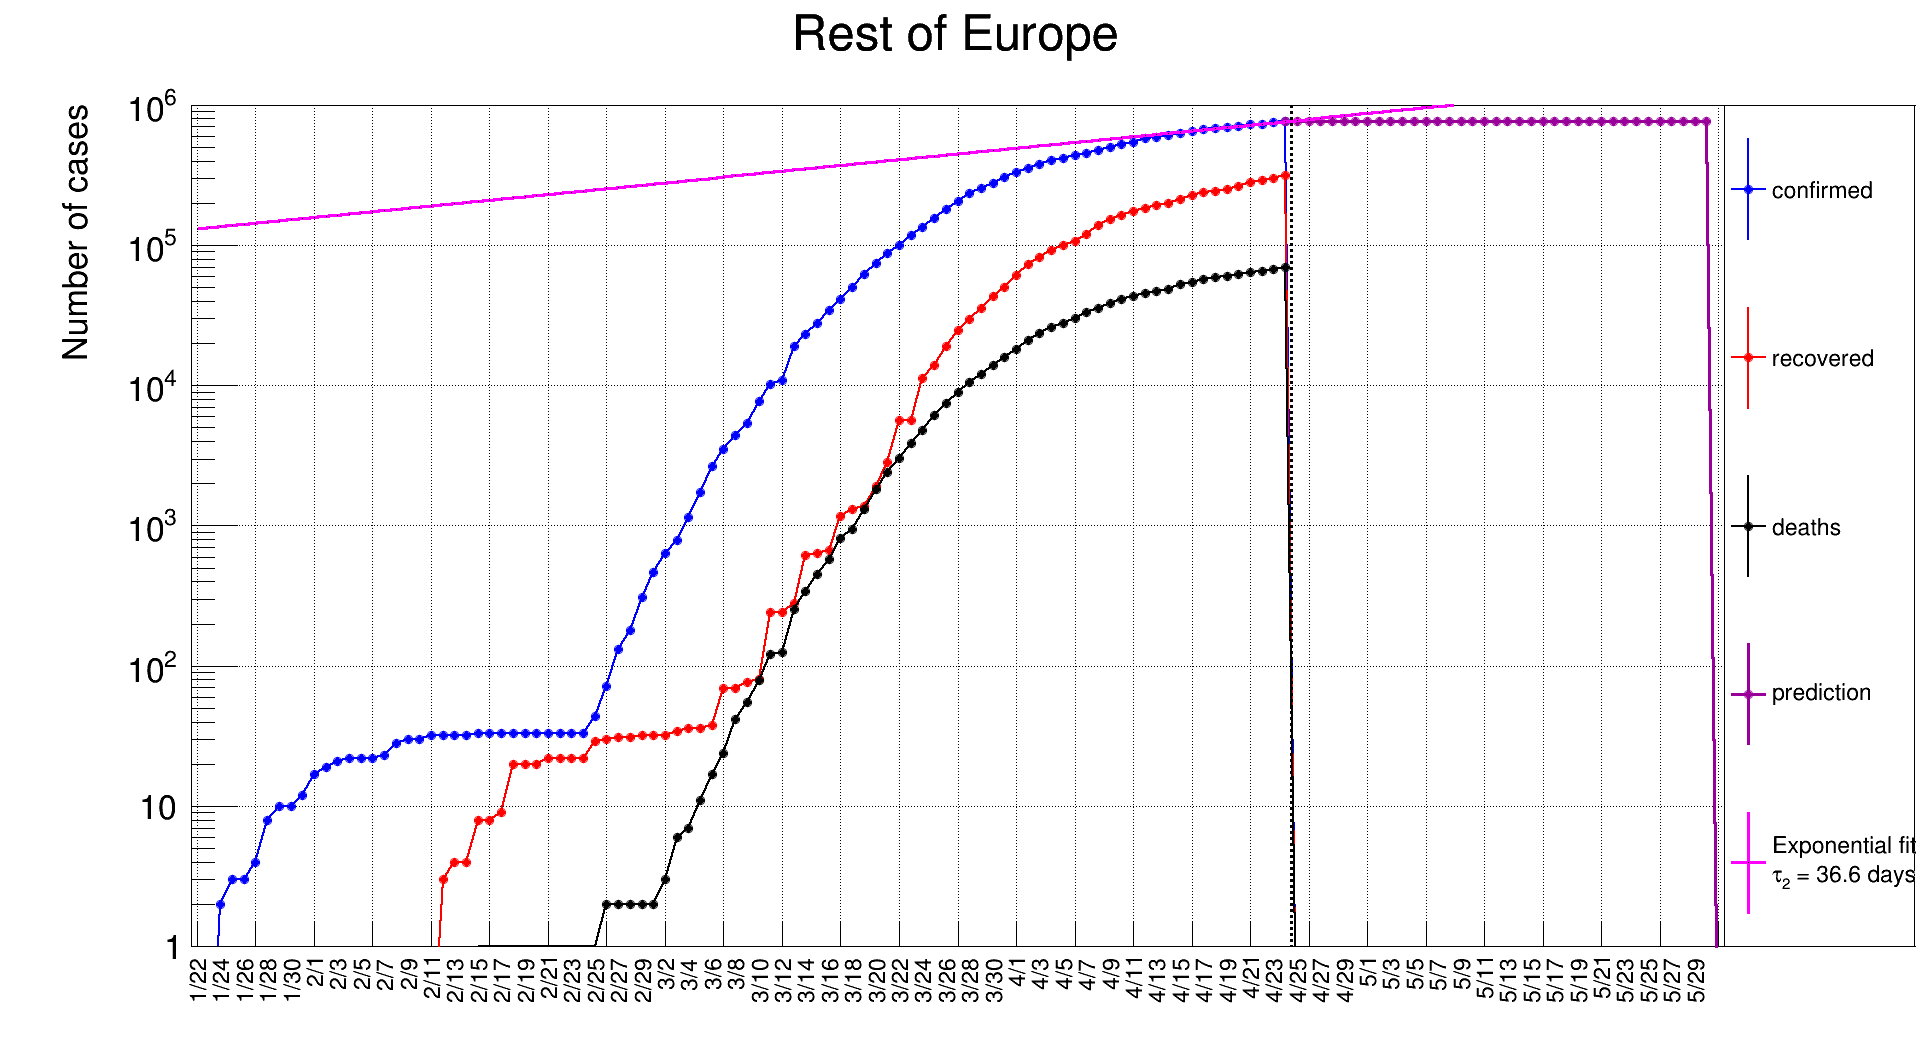 Rest of Europe
Number of cases
10^6
10^5
10^4
10^3
10^2
10
1
1/22 1/24 1/26 1/28 1/30 2/1 2/3 2/5 2/7 2/9 2/11 2/13 2/15 2/17 2/19 2/21 2/23 2/25 2/27 2/29 3/2 3/4 3/6 3/8 3/10 3/12 3/14 3/16 3/18 3/20 3/22 3/24 3/26 3/28 3/30 4/1 4/3 4/5 4/7 4/9 4/11 4/13 4/15 4/17 4/19 4/21 4/23 4/25 4/27 4/29 5/1 5/3 5/5 5/7 5/9 5/11 5/13 5/15 5/17 5/19 5/21 5/23 5/25 5/27 5/29
confirmed
recovered
deaths
prediction
Exponential fit
τ₂ = 36.6 days